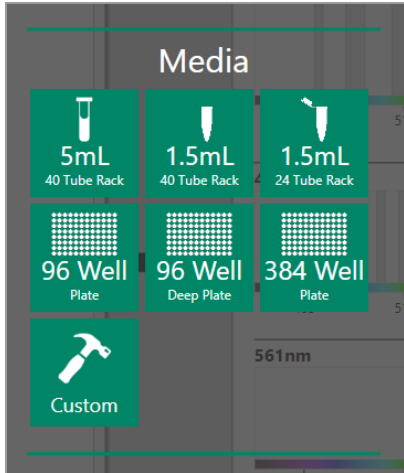 Media
5mL
40 Tube Rack
1.5mL
40 Tube Rack
1.5mL
24 Tube Rack
96 Well
Plate
96 Well
Deep Plate
384 Well
Plate
Custom
561nm